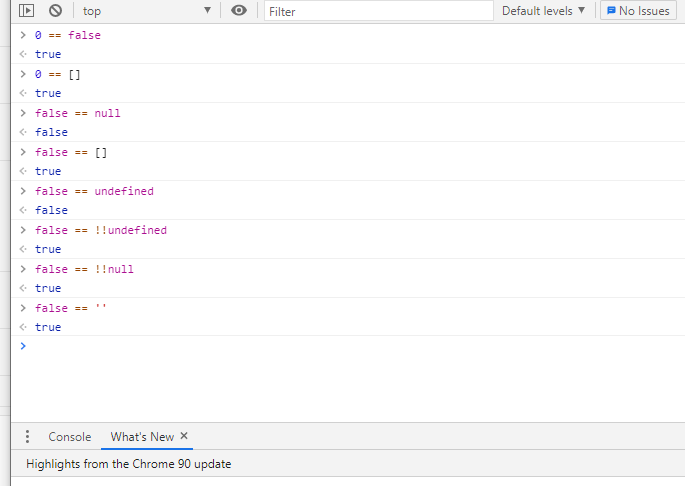 top
Filter
Default levels
No Issues
0 == false
true
0 == []
true
false == null
false
false == []
true
false == undefined
false
false == !!undefined
true
false == !!null
true
false == ''
true
Console
What's New
Highlights from the Chrome 90 update